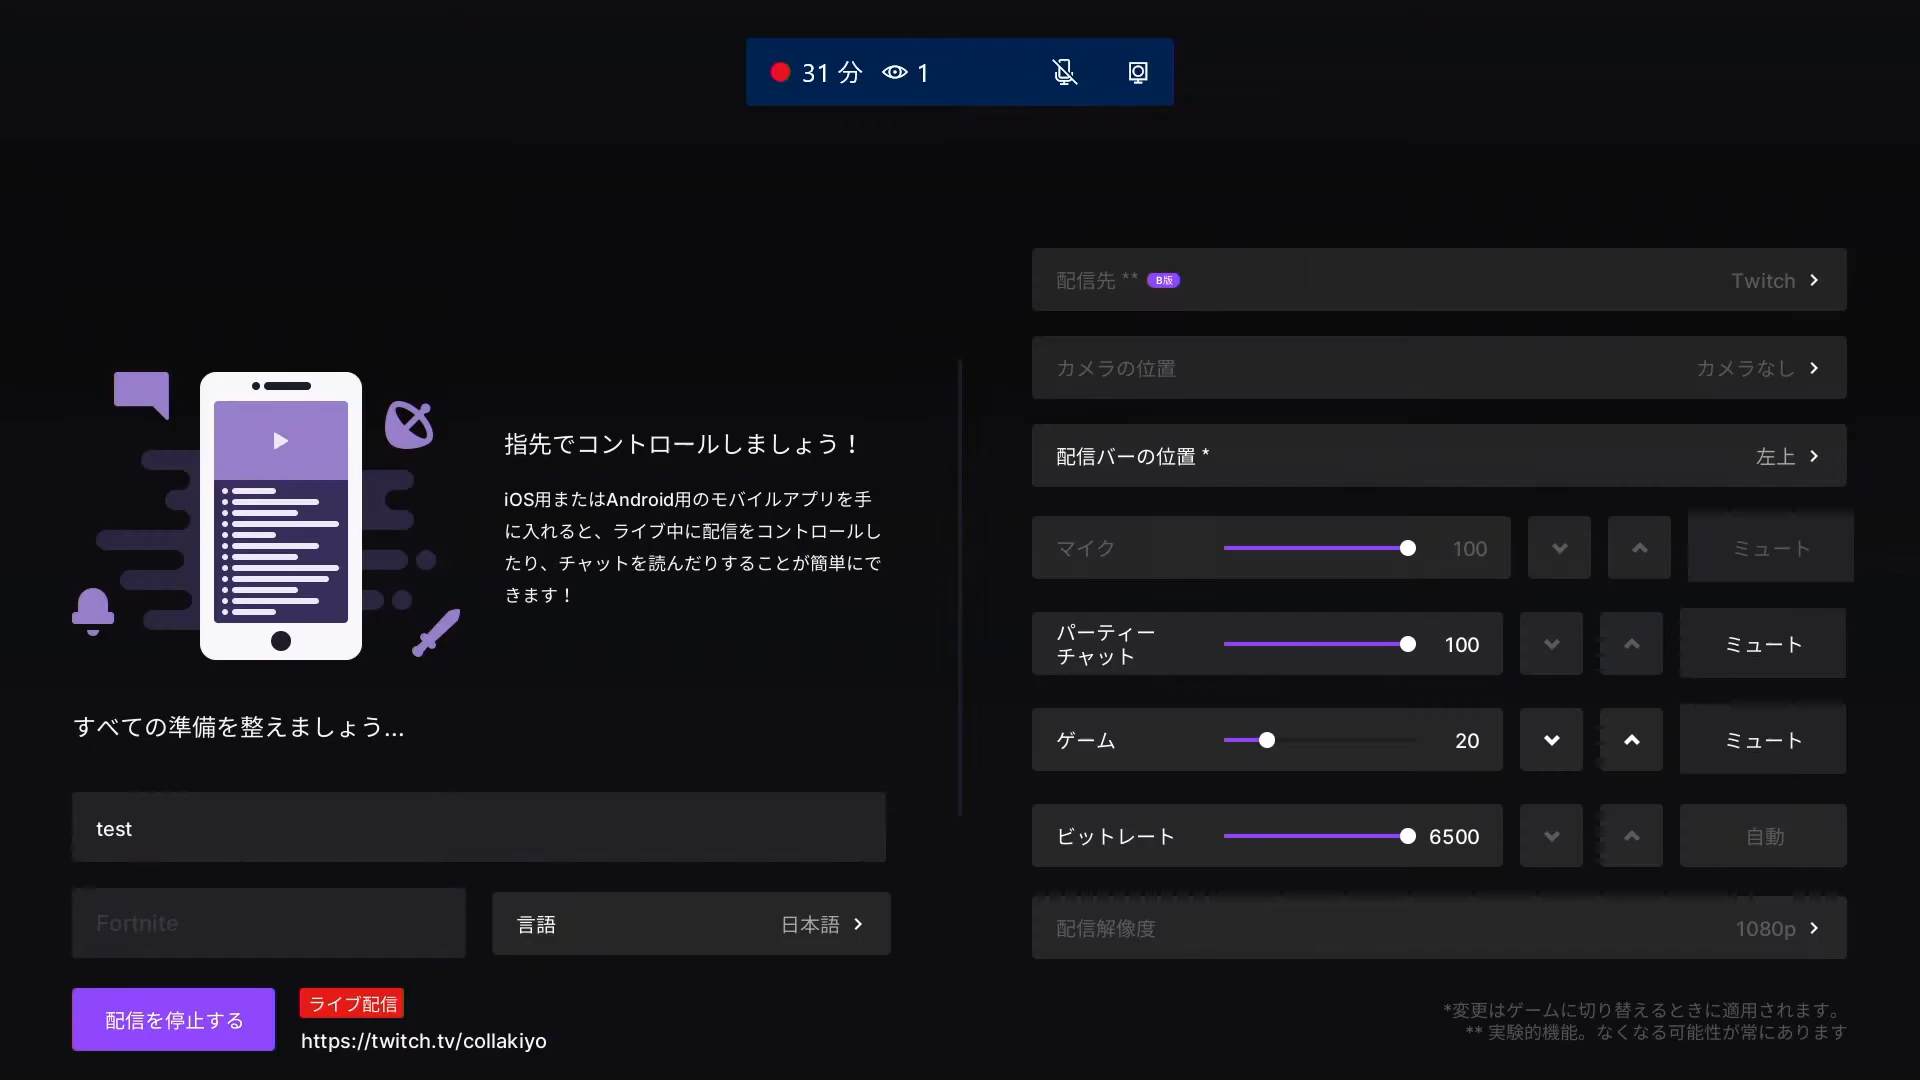 31 分 1
配信先 ** Β版 Twitch
カメラの位置 カメラなし
配信バーの位置 * 左上
マイク 100 ミュート
パーティー
チャット 100 ミュート
ゲーム 20 ミュート
ビットレート 6500 自動
配信解像度 1080p
*変更はゲームに切り替えるときに適用されます。
** 実験的機能。なくなる可能性が常にあります
指先でコントロールしましょう！
iOS用またはAndroid用のモバイルアプリを手
に入れると、ライブ中に配信をコントロールし
たり、チャットを読んだりすることが簡単にで
きます！
すべての準備を整えましょう...
test
Fortnite 言語 日本語
配信を停止する ライブ配信
https://twitch.tv/collakiyo